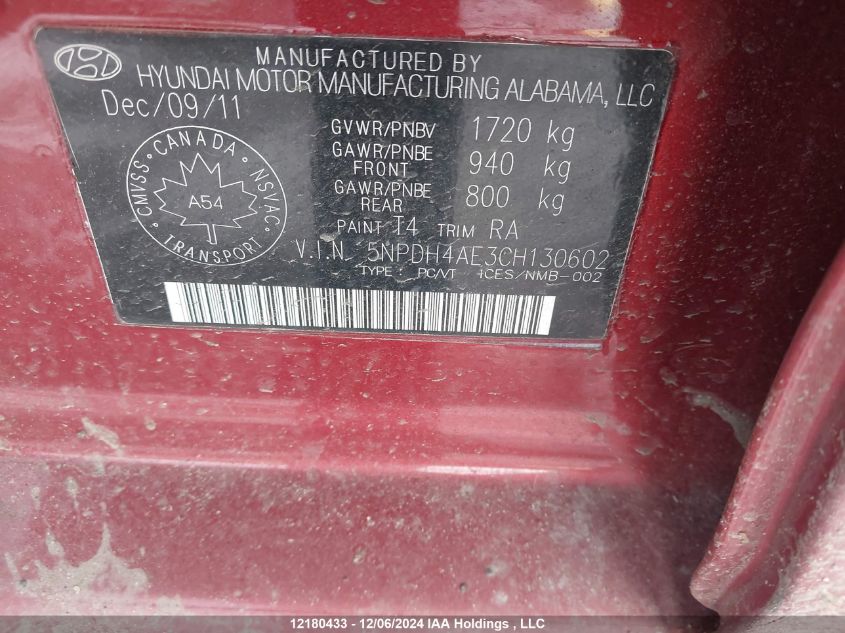 MANUFACTURED BY
HYUNDAI MOTOR MANUFACTURING ALABAMA, LLC
Dec/09/11
GVWR/PNBV 1720 kg
GAWR/PNBE FRONT 940 kg
GAWR/PNBE REAR 800 kg
PAINT T4 TRIM RA
V.I.N. 5NPDH4AE3CH130602
TYPE: PC/VT ICES/NMB-002
CMVSS · CANADA · NSVAC · TRANSPORT ·
A54
12180433 - 12/06/2024 IAA Holdings , LLC